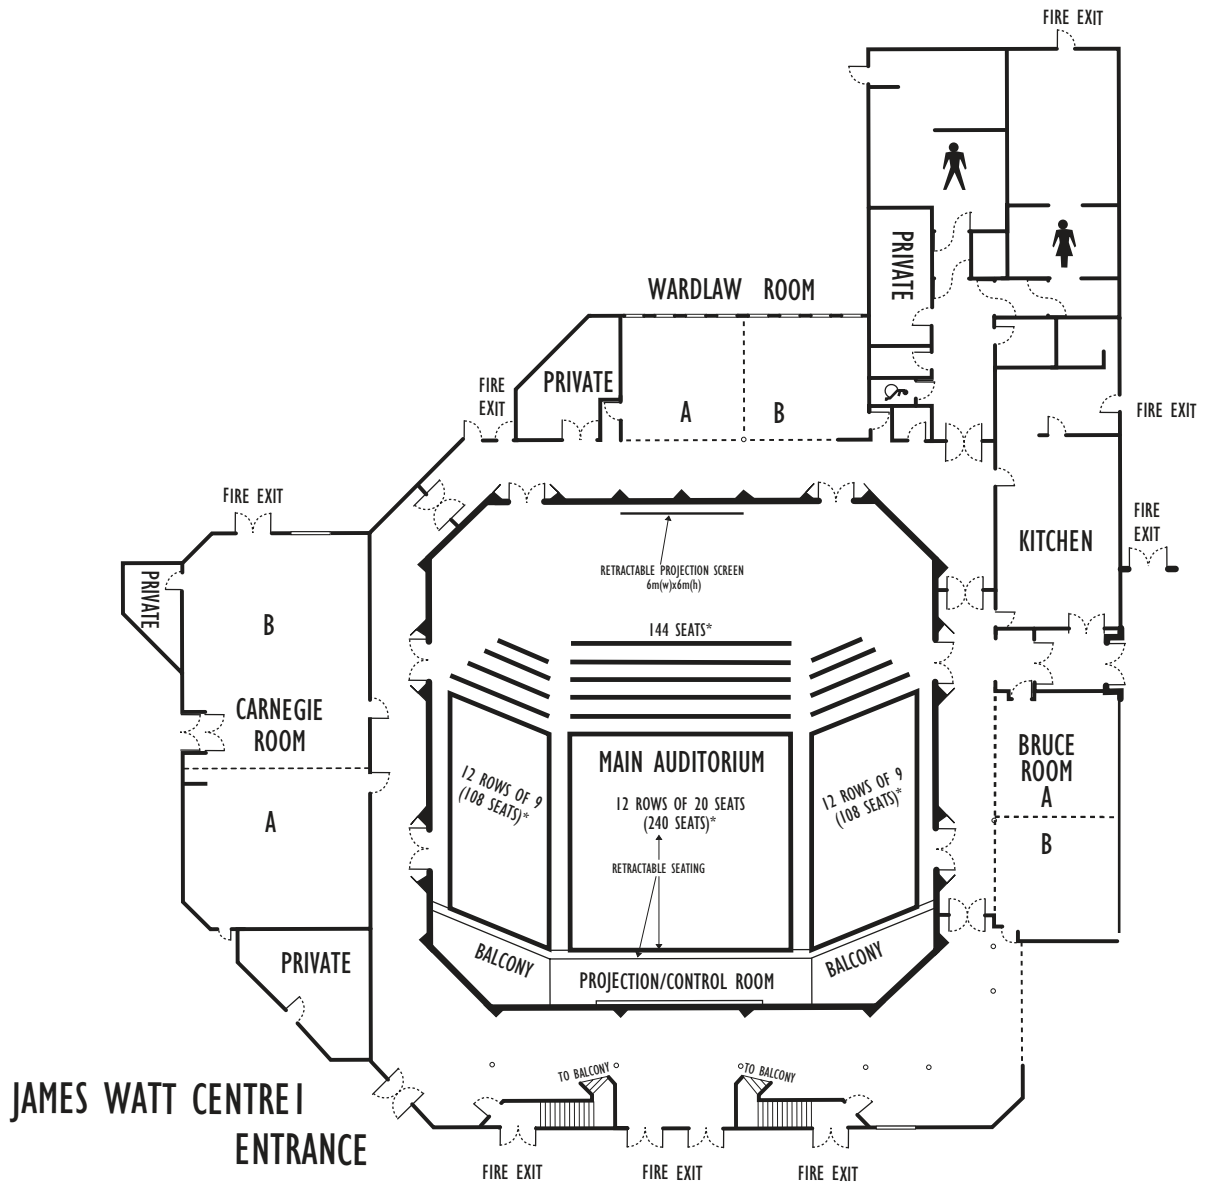 FIRE EXIT
PRIVATE
WARDLAW ROOM
PRIVATE
A
B
FIRE
EXIT
FIRE EXIT
FIRE EXIT
FIRE
EXIT
KITCHEN
RETRACTABLE PROJECTION SCREEN
6m(w)x6m(h)
PRIVATE
B
144 SEATS*
CARNEGIE
ROOM
A
12 ROWS OF 9
(108 SEATS)*
MAIN AUDITORIUM
12 ROWS OF 20 SEATS
(240 SEATS)*
RETRACTABLE SEATING
12 ROWS OF 9
(108 SEATS)*
BRUCE
ROOM
A
B
PRIVATE
BALCONY
PROJECTION/CONTROL ROOM
BALCONY
TO BALCONY
TO BALCONY
JAMES WATT CENTRE1
ENTRANCE
FIRE EXIT
FIRE EXIT
FIRE EXIT